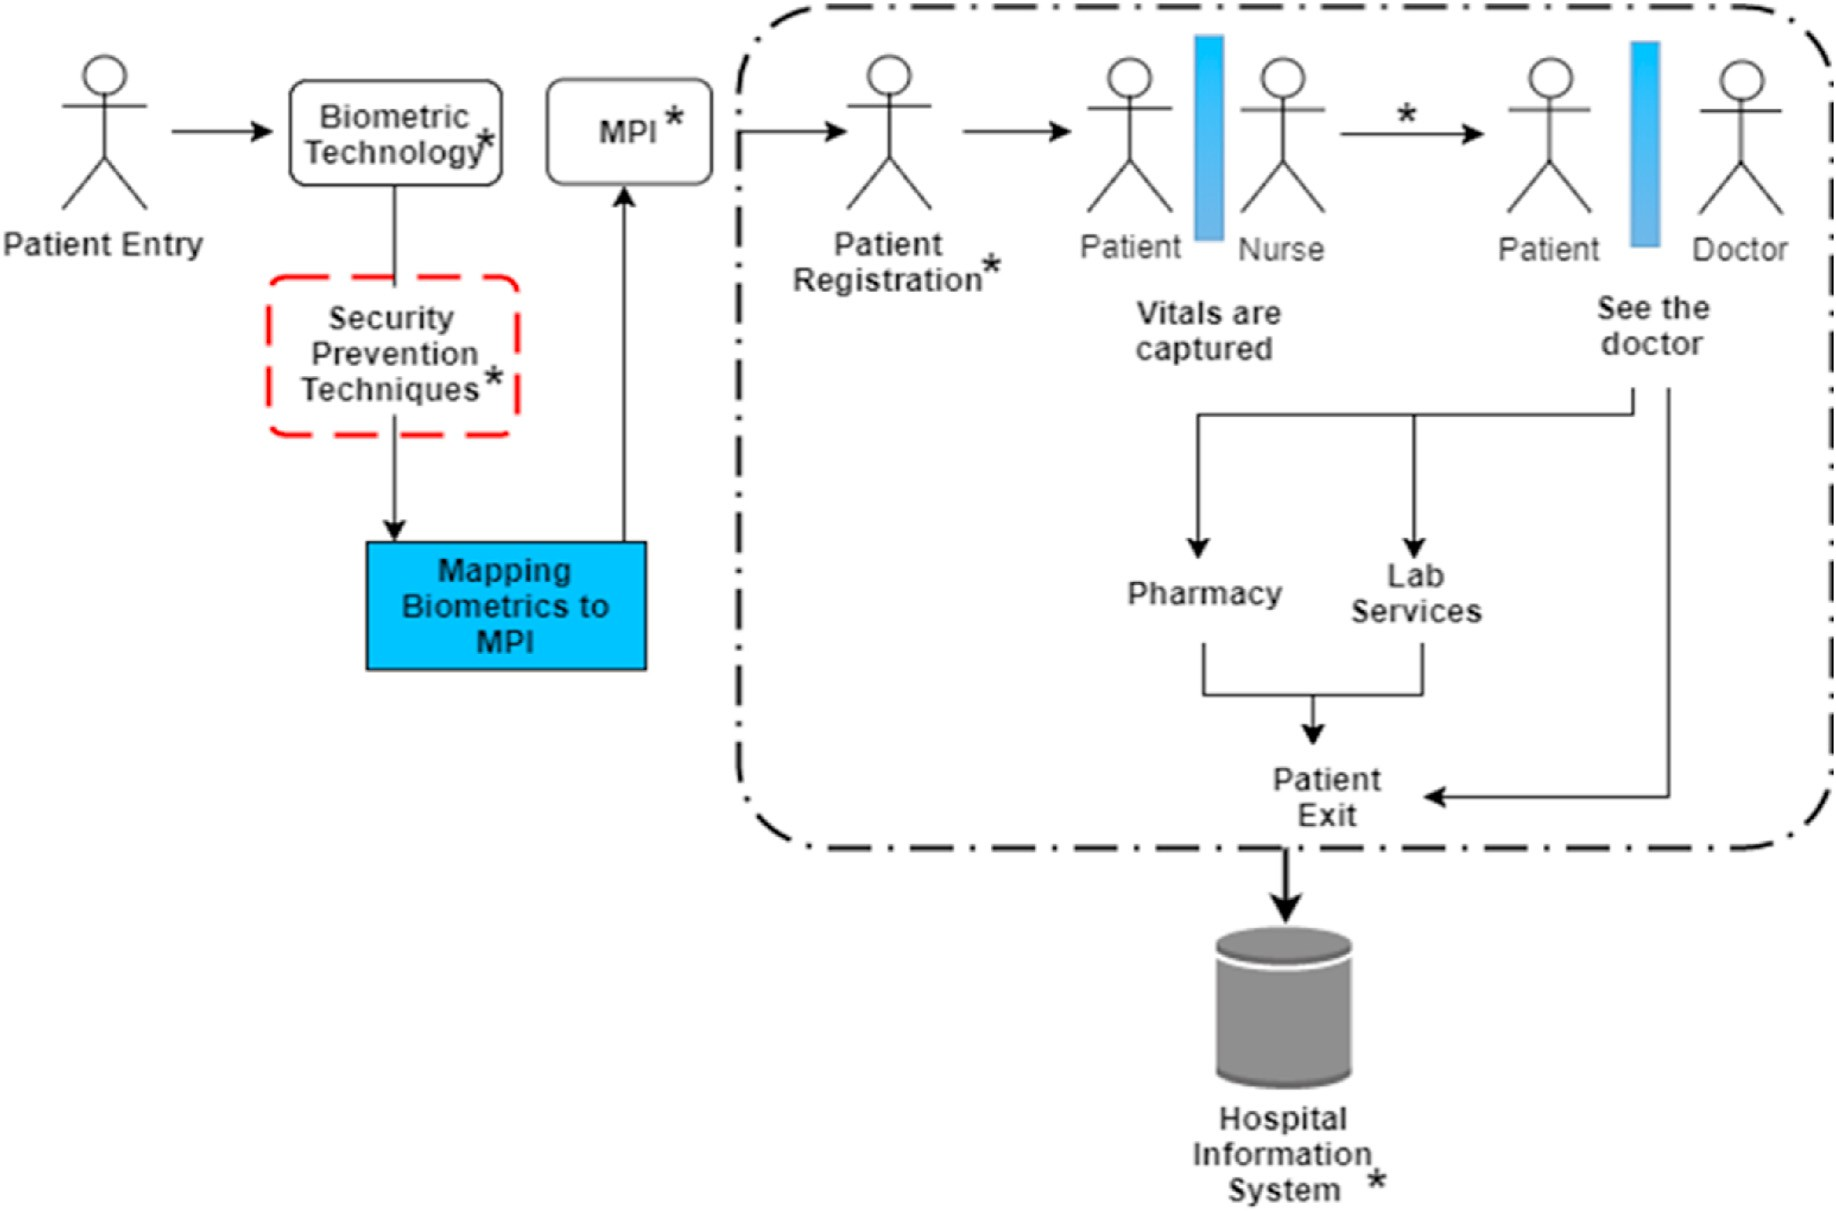 Patient Entry
Biometric
Technology*
Security
Prevention
Techniques*
Mapping
Biometrics to
MPI
MPI*
Patient
Registration*
Patient
Nurse
Vitals are
captured
*
Patient
Doctor
See the
doctor
Pharmacy
Lab
Services
Patient
Exit
Hospital
Information
System*